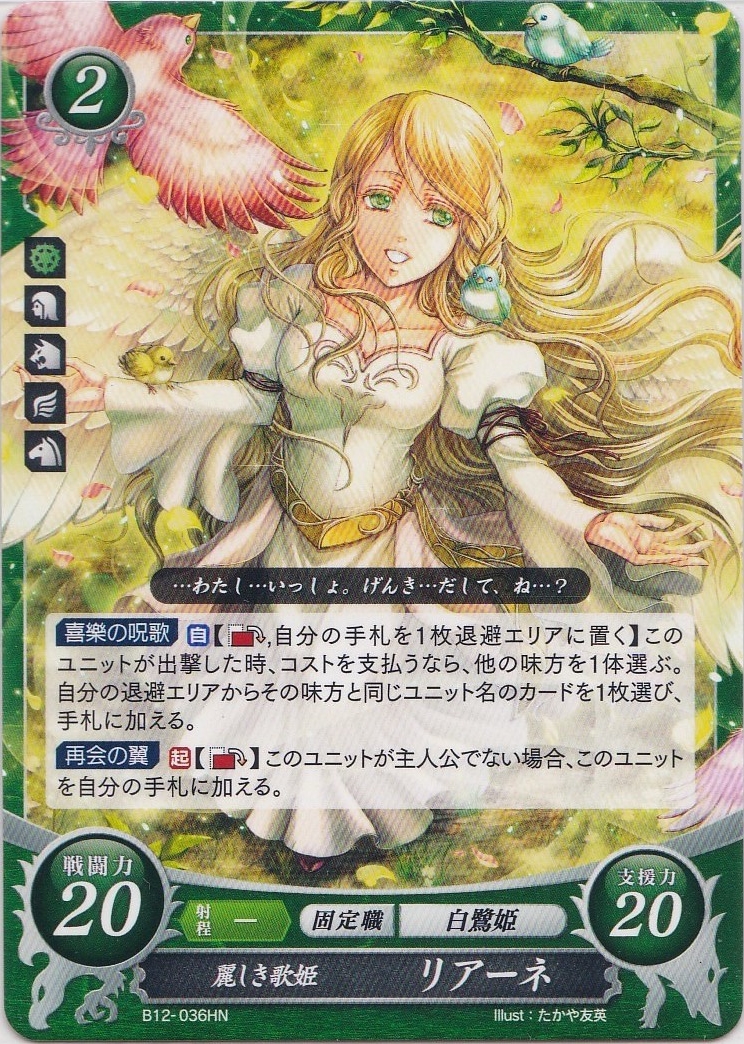 2
…わたし…いっしょ。げんき…だして、ね…？
喜樂の呪歌 自【,自分の手札を1枚退避エリアに置く】この
ユニットが出撃した時、コストを支払うなら、他の味方を1体選ぶ。
自分の退避エリアからその味方と同じユニット名のカードを1枚選び、
手札に加える。
再会の翼 起【】このユニットが主人公でない場合、このユニット
を自分の手札に加える。
戦闘力
20
射程 —
固定職 白鷺姫
支援力
20
麗しき歌姫 リアーネ
B12-036HN Illust：たかや友英